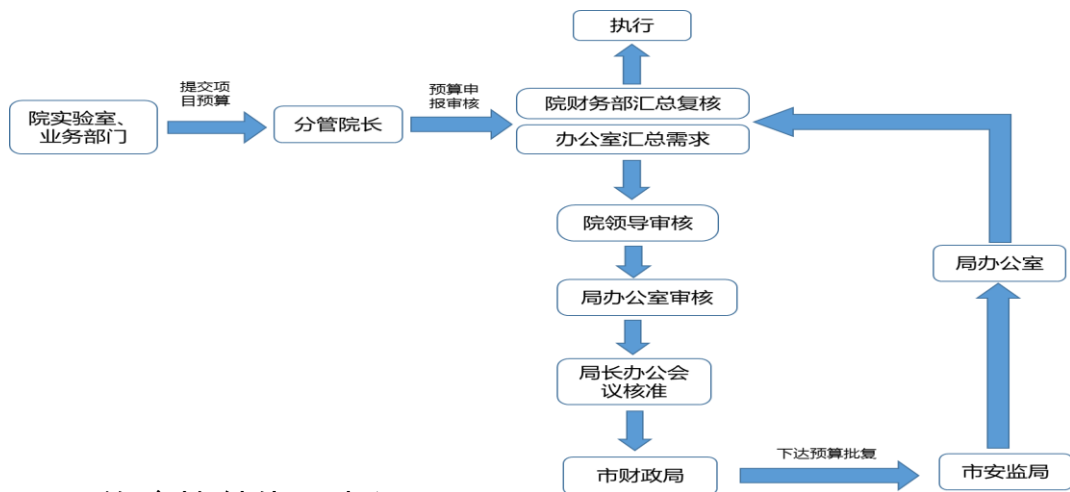 执行
提交项
目预算
预算申
报审核
院实验室、
业务部门
分管院长
院财务部汇总复核
办公室汇总需求
院领导审核
局办公室
局办公室审核
局长办公会
议核准
下达预算批复
市财政局
市安监局